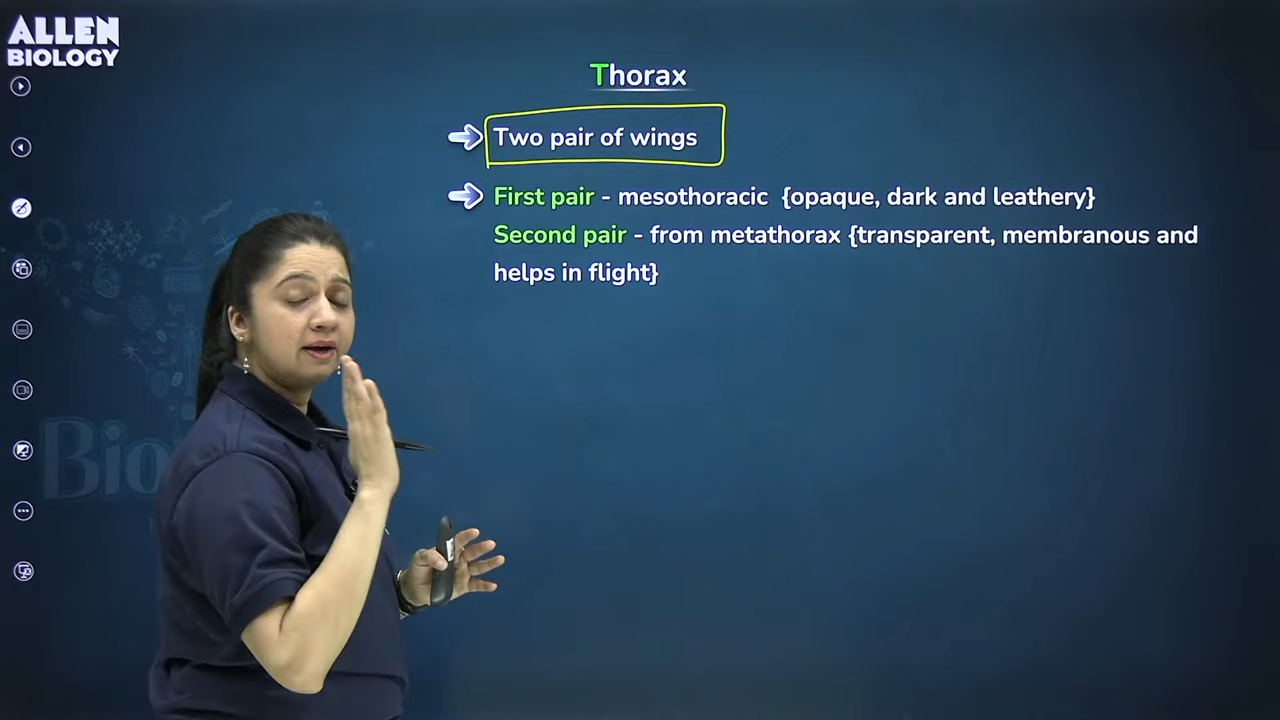 ALLEN
BIOLOGY
Thorax
Two pair of wings
First pair - mesothoracic {opaque, dark and leathery}
Second pair - from metathorax {transparent, membranous and
helps in flight}
Bio